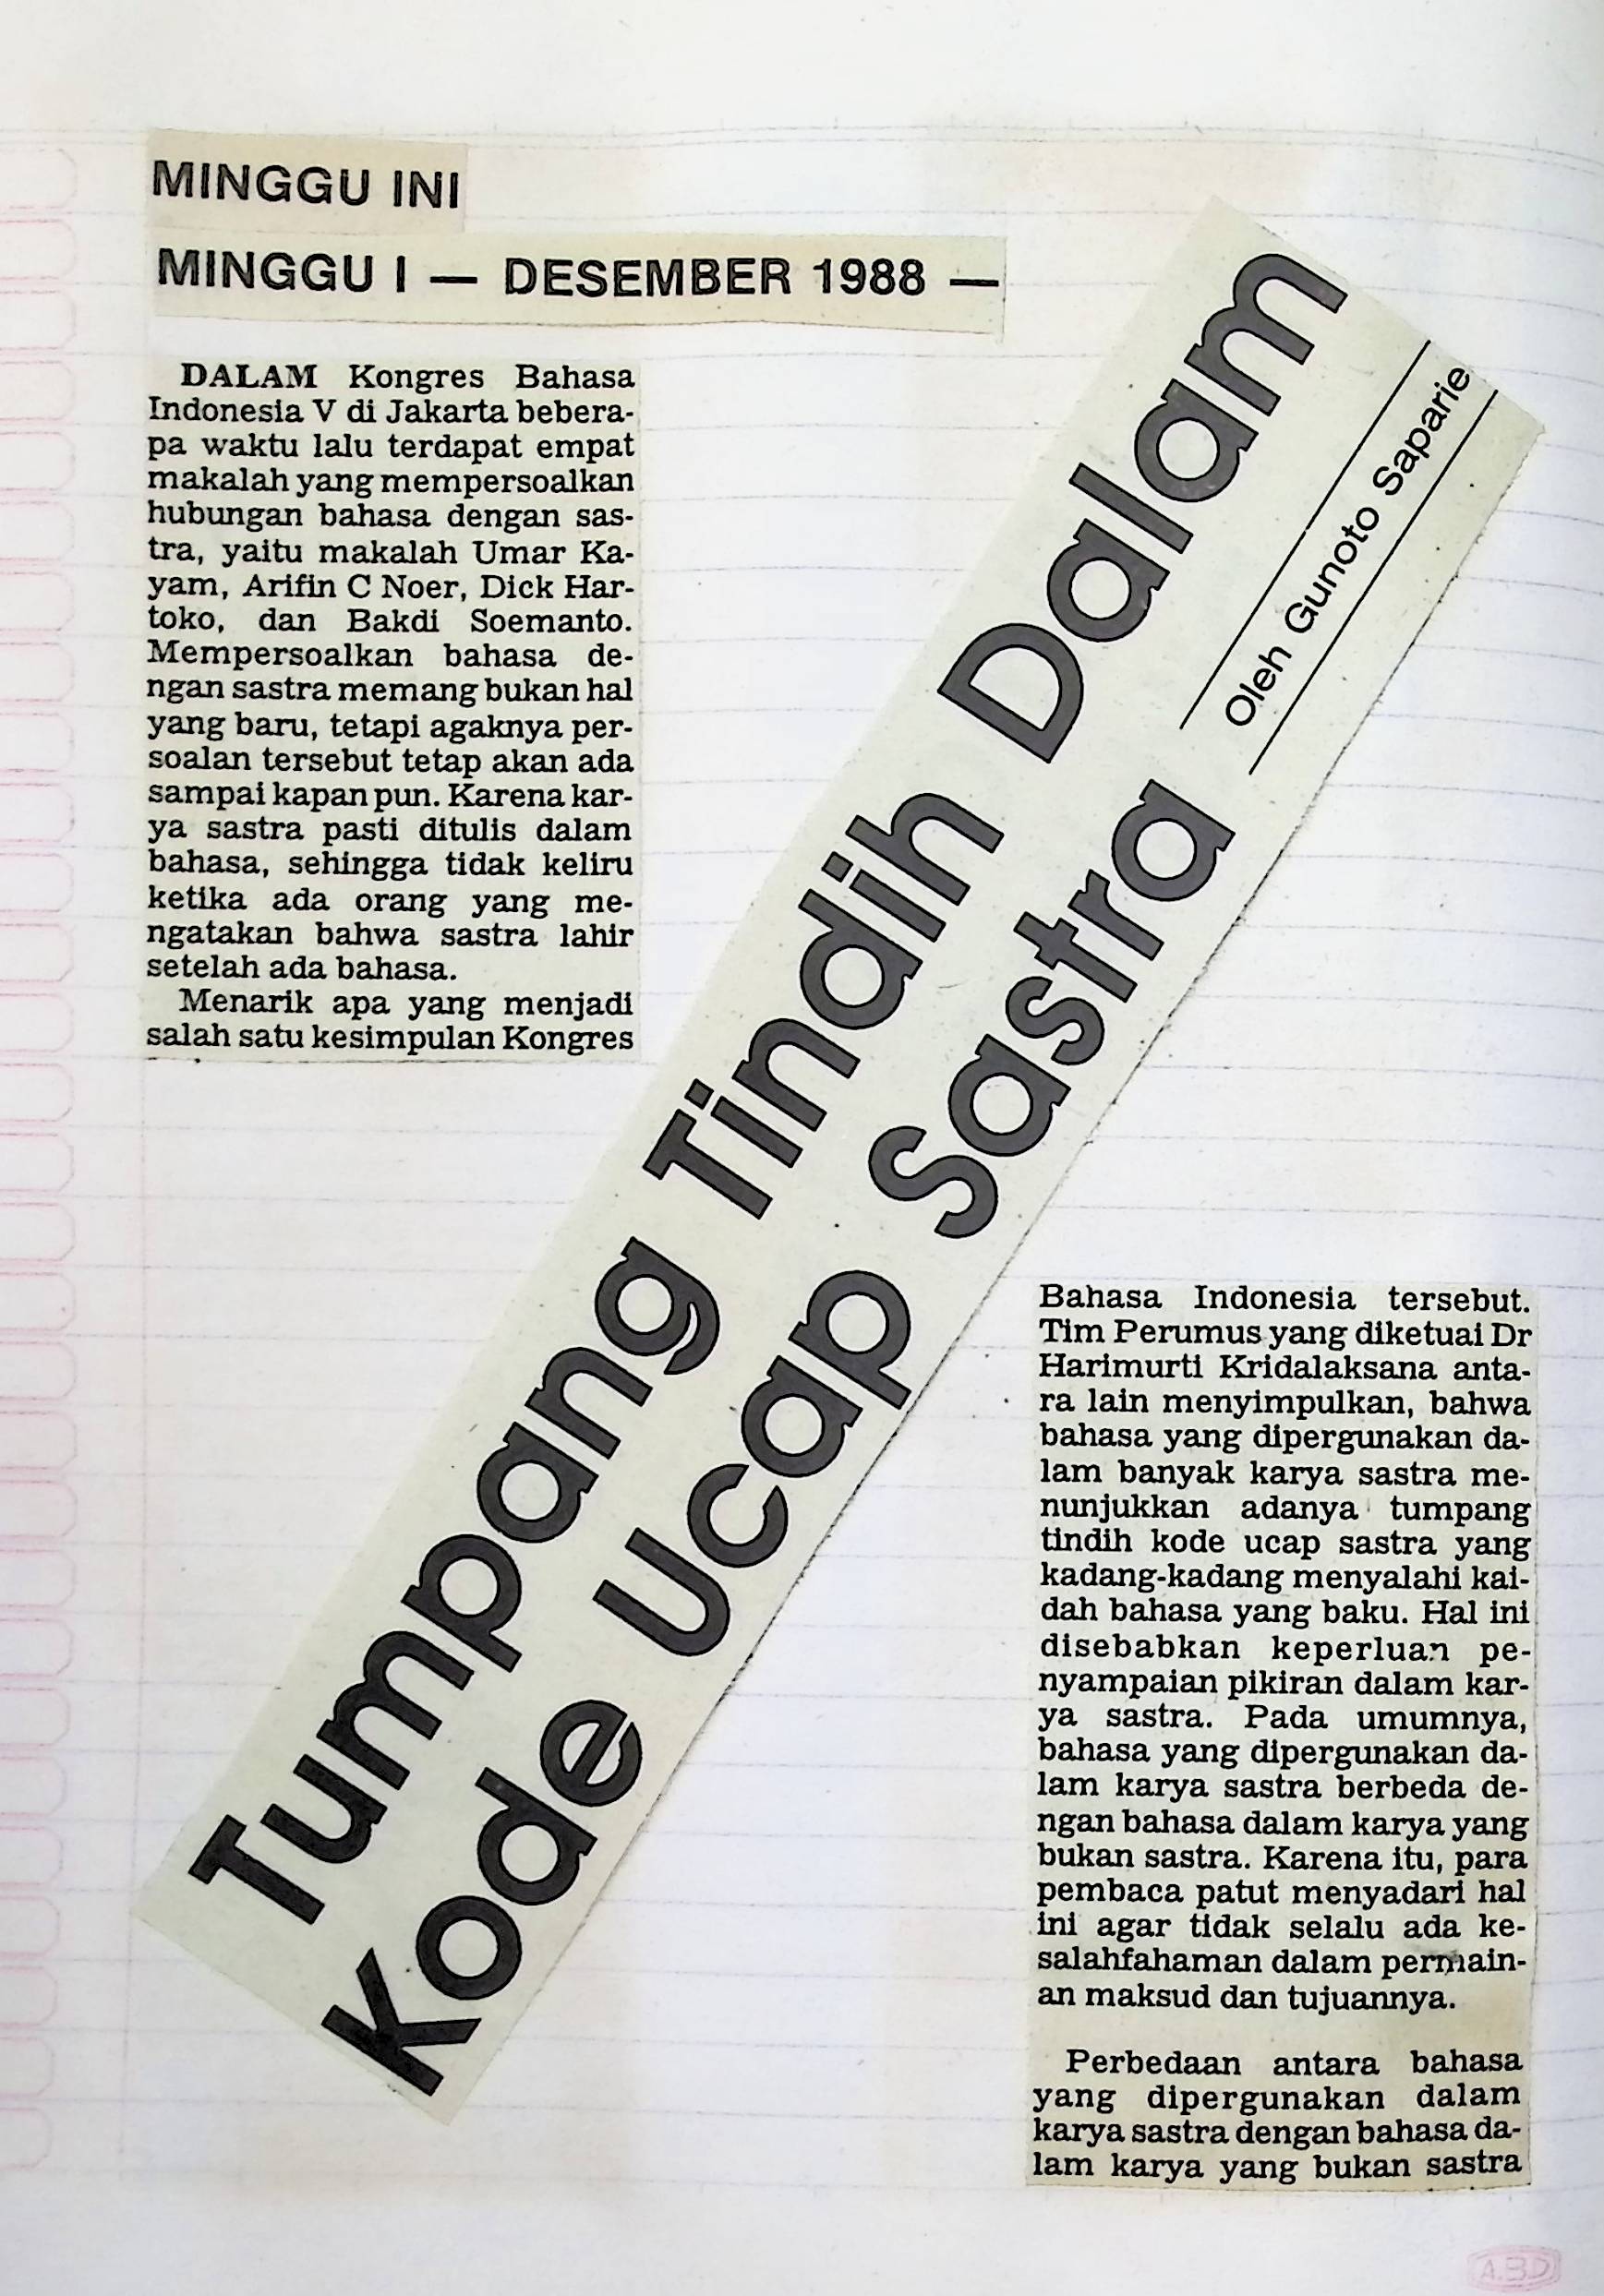 MINGGU INI
MINGGU I — DESEMBER 1988 —
Tumpang Tindih Dalam
Kode Ucap Sastra
Oleh Gunoto Saparie
DALAM Kongres Bahasa
Indonesia V di Jakarta bebera-
pa waktu lalu terdapat empat
makalah yang mempersoalkan
hubungan bahasa dengan sas-
tra, yaitu makalah Umar Ka-
yam, Arifin C Noer, Dick Har-
toko, dan Bakdi Soemanto.
Mempersoalkan bahasa de-
ngan sastra memang bukan hal
yang baru, tetapi agaknya per-
soalan tersebut tetap akan ada
sampai kapan pun. Karena kar-
ya sastra pasti ditulis dalam
bahasa, sehingga tidak keliru
ketika ada orang yang me-
ngatakan bahwa sastra lahir
setelah ada bahasa.
Menarik apa yang menjadi
salah satu kesimpulan Kongres
Bahasa Indonesia tersebut.
Tim Perumus yang diketuai Dr
Harimurti Kridalaksana anta-
ra lain menyimpulkan, bahwa
bahasa yang dipergunakan da-
lam banyak karya sastra me-
nunjukkan adanya tumpang
tindih kode ucap sastra yang
kadang-kadang menyalahi kai-
dah bahasa yang baku. Hal ini
disebabkan keperluan pe-
nyampaian pikiran dalam kar-
ya sastra. Pada umumnya,
bahasa yang dipergunakan da-
lam karya sastra berbeda de-
ngan bahasa dalam karya yang
bukan sastra. Karena itu, para
pembaca patut menyadari hal
ini agar tidak selalu ada ke-
salahfahaman dalam permain-
an maksud dan tujuannya.
Perbedaan antara bahasa
yang dipergunakan dalam
karya sastra dengan bahasa da-
lam karya yang bukan sastra
A.B.D